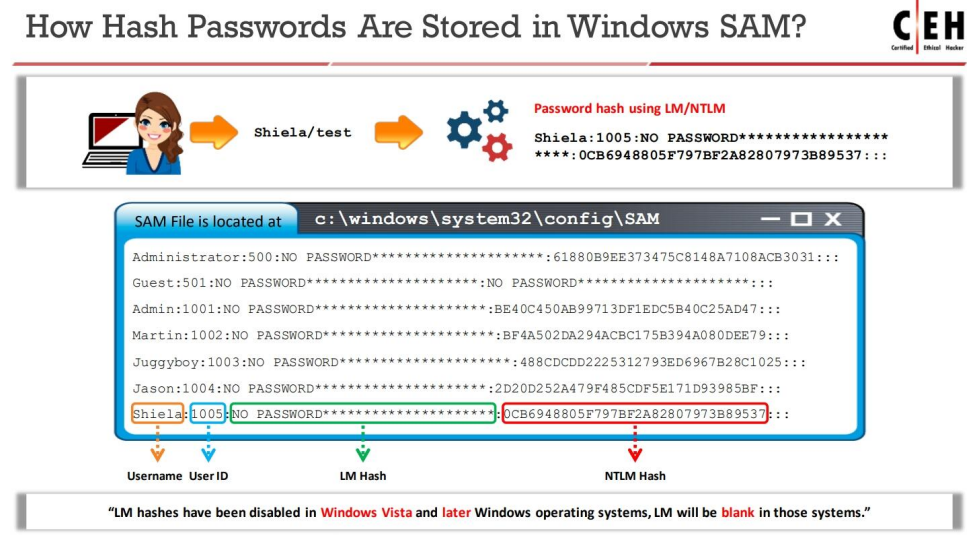 How Hash Passwords Are Stored in Windows SAM?
CEH
Certified Ethical Hacker
Shiela/test
Password hash using LM/NTLM
Shiela:1005:NO PASSWORD******************
****:0CB6948805F797BF2A82807973B89537:::
SAM File is located at
c:\windows\system32\config\SAM
Administrator:500:NO PASSWORD*********************:61880B9EE373475C8148A7108ACB3031:::
Guest:501:NO PASSWORD*********************:NO PASSWORD*********************:::
Admin:1001:NO PASSWORD*********************:BE40C450AB99713DF1EDC5B40C25AD47:::
Martin:1002:NO PASSWORD*********************:BF4A502DA294ACBC175B394A080DEE79:::
Juggyboy:1003:NO PASSWORD*********************:488CDCDD2225312793ED6967B28C1025:::
Jason:1004:NO PASSWORD*********************:2D20D252A479F485CDF5E171D93985BF:::
Shiela:1005:NO PASSWORD*********************:0CB6948805F797BF2A82807973B89537:::
Username User ID LM Hash NTLM Hash
“LM hashes have been disabled in Windows Vista and later Windows operating systems, LM will be blank in those systems.”